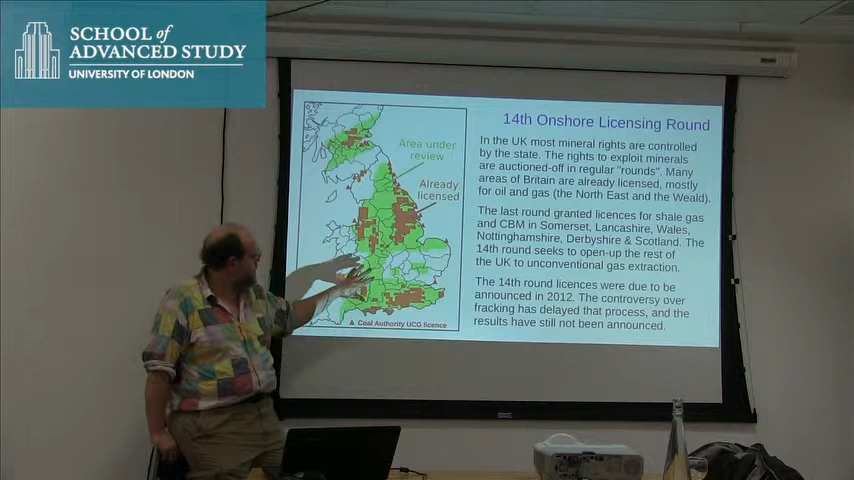 SCHOOL of
ADVANCED STUDY
UNIVERSITY OF LONDON
14th Onshore Licensing Round
Area under
review
Already
licensed
▲ Coal Authority UCG licence
In the UK most mineral rights are controlled
by the state. The rights to exploit minerals
are auctioned-off in regular "rounds". Many
areas of Britain are already licensed, mostly
for oil and gas (the North East and the Weald).
The last round granted licences for shale gas
and CBM in Somerset, Lancashire, Wales,
Nottinghamshire, Derbyshire & Scotland. The
14th round seeks to open-up the rest of
the UK to unconventional gas extraction.
The 14th round licences were due to be
announced in 2012. The controversy over
fracking has delayed that process, and the
results have still not been announced.